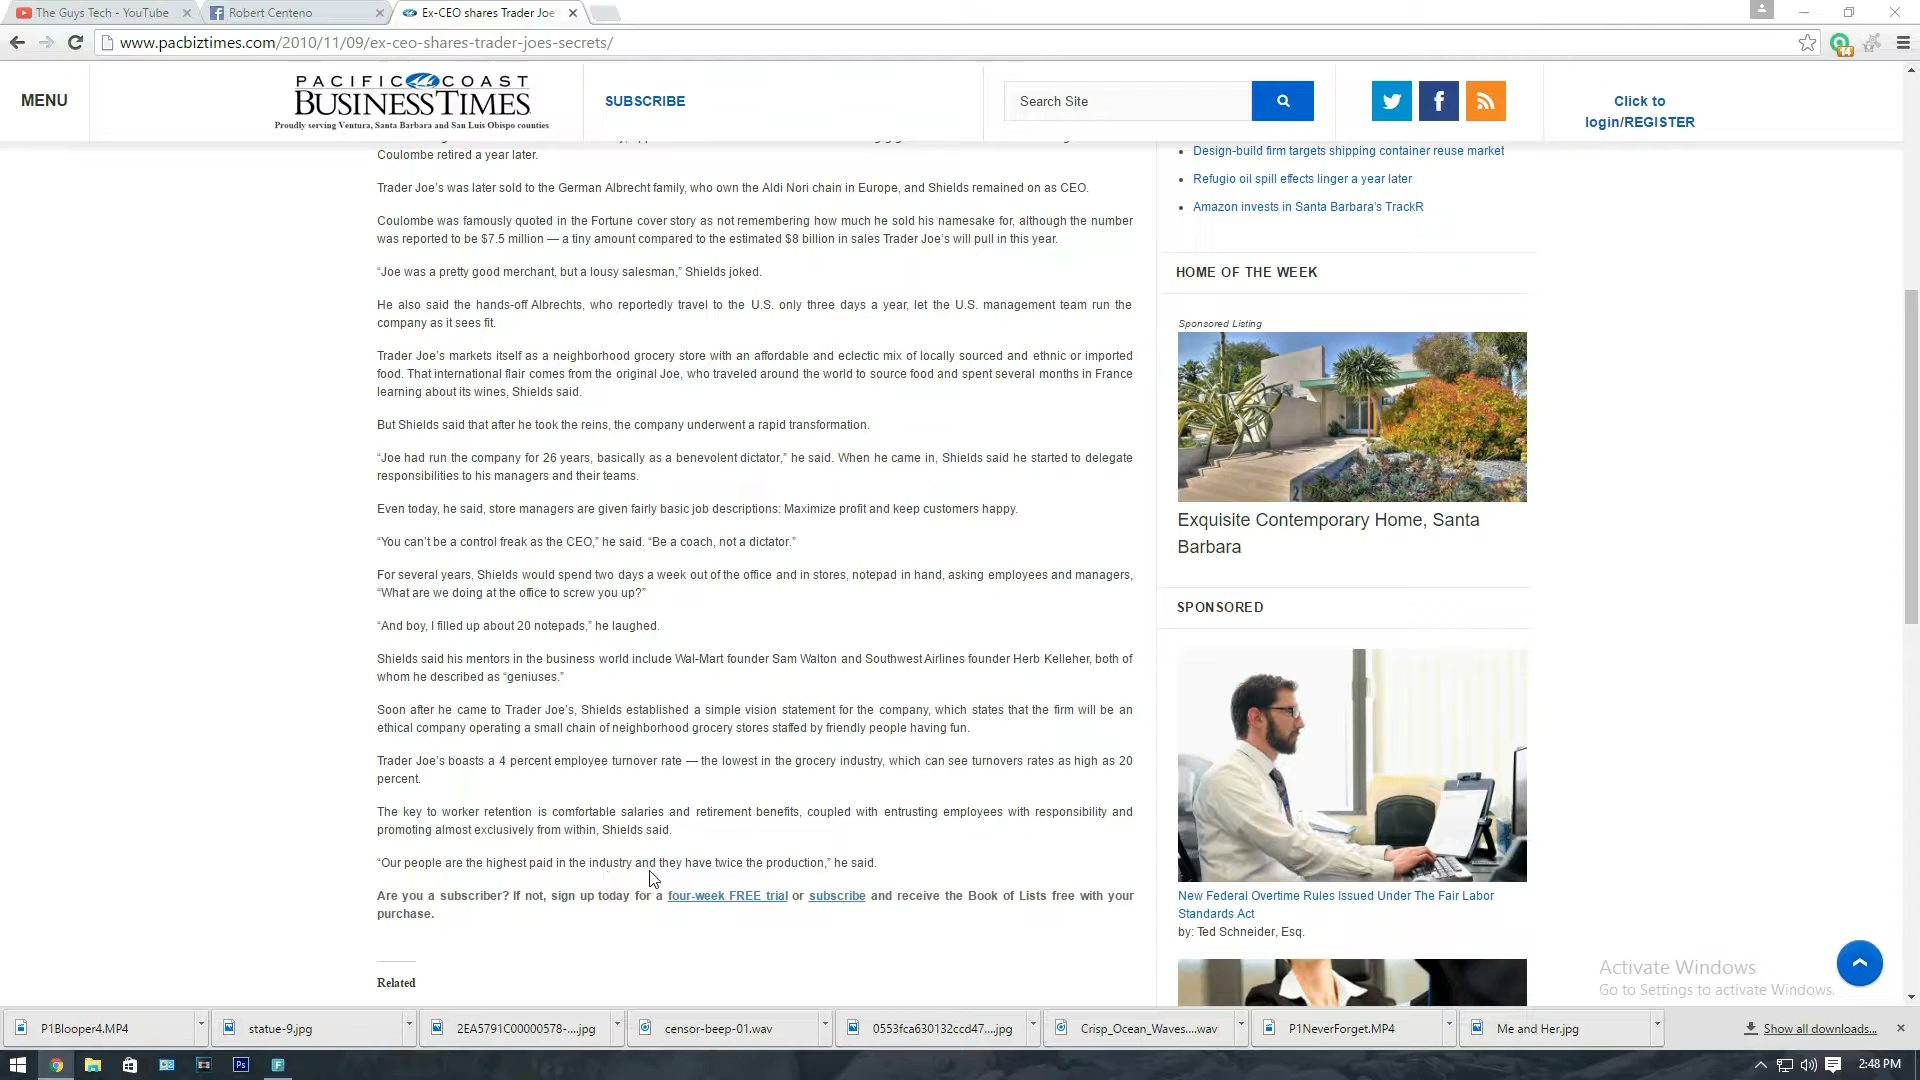 The Guys Tech - YouTube
Robert Centeno
Ex-CEO shares Trader Joe
www.pacbiztimes.com/2010/11/09/ex-ceo-shares-trader-joes-secrets/
14
MENU
PACIFIC COAST
BUSINESS TIMES
Proudly serving Ventura, Santa Barbara and San Luis Obispo counties
SUBSCRIBE
Search Site
Click to
login/REGISTER
Coulombe retired a year later.
Trader Joe’s was later sold to the German Albrecht family, who own the Aldi Nori chain in Europe, and Shields remained on as CEO.
Coulombe was famously quoted in the Fortune cover story as not remembering how much he sold his namesake for, although the number
was reported to be $7.5 million — a tiny amount compared to the estimated $8 billion in sales Trader Joe’s will pull in this year.
“Joe was a pretty good merchant, but a lousy salesman,” Shields joked.
He also said the hands-off Albrechts, who reportedly travel to the U.S. only three days a year, let the U.S. management team run the
company as it sees fit.
Trader Joe’s markets itself as a neighborhood grocery store with an affordable and eclectic mix of locally sourced and ethnic or imported
food. That international flair comes from the original Joe, who traveled around the world to source food and spent several months in France
learning about its wines, Shields said.
But Shields said that after he took the reins, the company underwent a rapid transformation.
“Joe had run the company for 26 years, basically as a benevolent dictator,” he said. When he came in, Shields said he started to delegate
responsibilities to his managers and their teams.
Even today, he said, store managers are given fairly basic job descriptions: Maximize profit and keep customers happy.
“You can’t be a control freak as the CEO,” he said. “Be a coach, not a dictator.”
For several years, Shields would spend two days a week out of the office and in stores, notepad in hand, asking employees and managers,
“What are we doing at the office to screw you up?”
“And boy, I filled up about 20 notepads,” he laughed.
Shields said his mentors in the business world include Wal-Mart founder Sam Walton and Southwest Airlines founder Herb Kelleher, both of
whom he described as “geniuses.”
Soon after he came to Trader Joe’s, Shields established a simple vision statement for the company, which states that the firm will be an
ethical company operating a small chain of neighborhood grocery stores staffed by friendly people having fun.
Trader Joe’s boasts a 4 percent employee turnover rate — the lowest in the grocery industry, which can see turnovers rates as high as 20
percent.
The key to worker retention is comfortable salaries and retirement benefits, coupled with entrusting employees with responsibility and
promoting almost exclusively from within, Shields said.
“Our people are the highest paid in the industry and they have twice the production,” he said.
Are you a subscriber? If not, sign up today for a four-week FREE trial or subscribe and receive the Book of Lists free with your
purchase.
Related
Design-build firm targets shipping container reuse market
Refugio oil spill effects linger a year later
Amazon invests in Santa Barbara’s TrackR
HOME OF THE WEEK
Sponsored Listing
Exquisite Contemporary Home, Santa
Barbara
SPONSORED
New Federal Overtime Rules Issued Under The Fair Labor
Standards Act
by: Ted Schneider, Esq.
Activate Windows
Go to Settings to activate Windows.
P1Blooper4.MP4
statue-9.jpg
2EA5791C00000578-....jpg
censor-beep-01.wav
0553fca630132ccd47....jpg
Crisp_Ocean_Waves....wav
P1NeverForget.MP4
Me and Her.jpg
Show all downloads...
2:48 PM